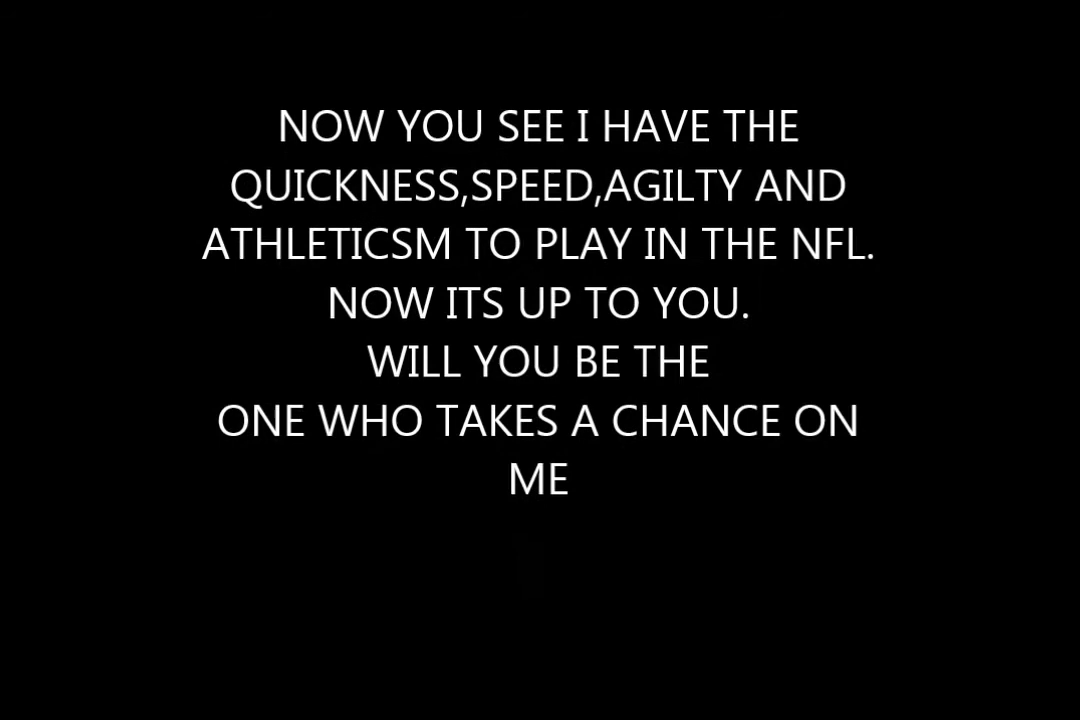 NOW YOU SEE I HAVE THE
QUICKNESS,SPEED,AGILTY AND
ATHLETICSM TO PLAY IN THE NFL.
NOW ITS UP TO YOU.
WILL YOU BE THE
ONE WHO TAKES A CHANCE ON
ME